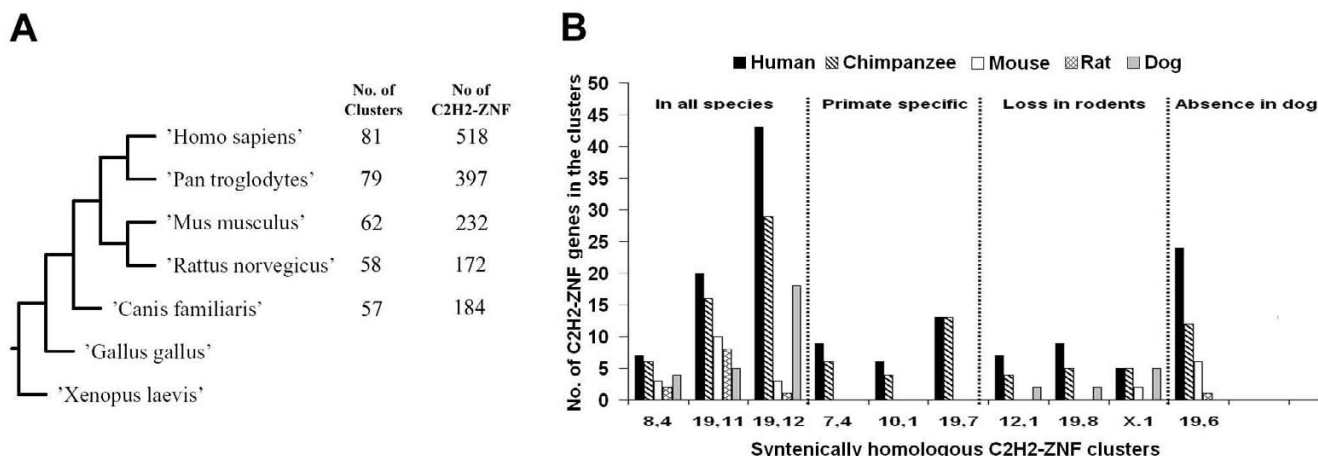 A
No. of Clusters No of C2H2-ZNF
'Homo sapiens' 81 518
'Pan troglodytes' 79 397
'Mus musculus' 62 232
'Rattus norvegicus' 58 172
'Canis familiaris' 57 184
'Gallus gallus'
'Xenopus laevis'
B
Human Chimpanzee Mouse Rat Dog
In all species Primate specific Loss in rodents Absence in dog
No. of C2H2-ZNF genes in the clusters
50
45
40
35
30
25
20
15
10
5
0
8,4 19,11 19,12 7,4 10,1 19,7 12,1 19,8 X.1 19,6
Syntenically homologous C2H2-ZNF clusters